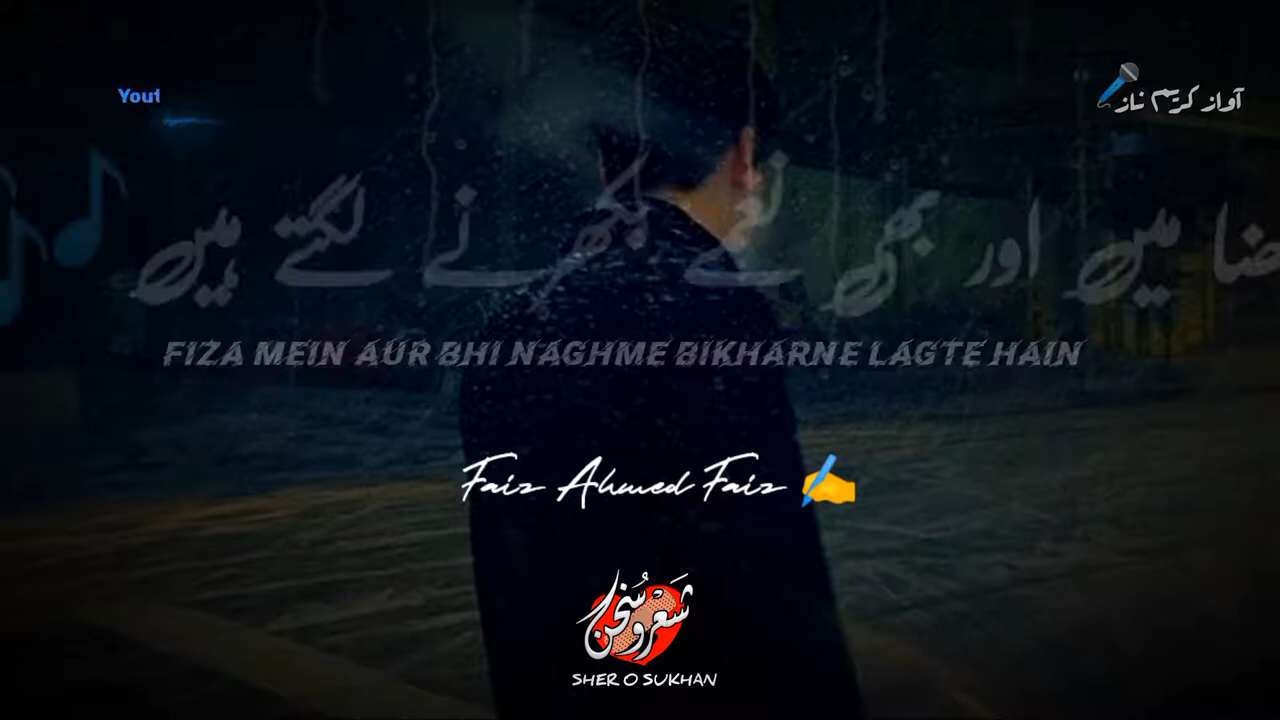 Yout
آواز کریم ناز
میں اور بھی نغمے بکھرنے لگتے ہیں
FIZA MEIN AUR BHI NAGHME BIKHARNE LAGTE HAIN
Faiz Ahmed Faiz
شعر و سخن
SHER O SUKHAN